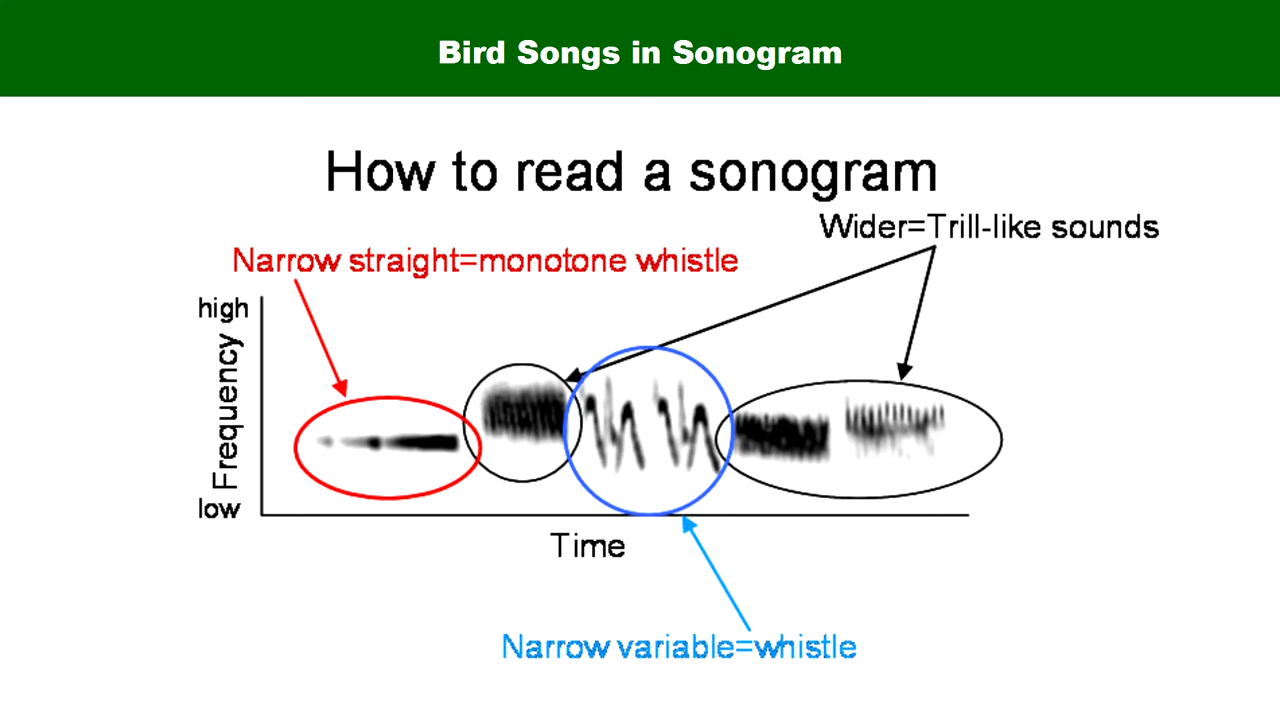 Bird Songs in Sonogram
How to read a sonogram
Wider=Trill-like sounds
Narrow straight=monotone whistle
high
Frequency
low
Time
Narrow variable=whistle